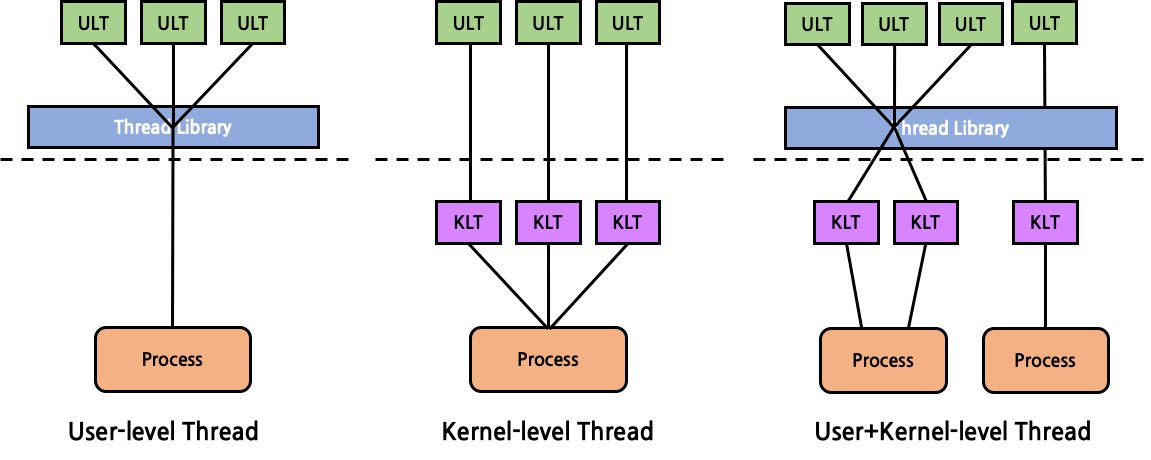 ULT ULT ULT
Thread Library
Process
User-level Thread
ULT ULT ULT
KLT KLT KLT
Process
Kernel-level Thread
ULT ULT ULT ULT
hread Library
KLT KLT KLT
Process Process
User+Kernel-level Thread